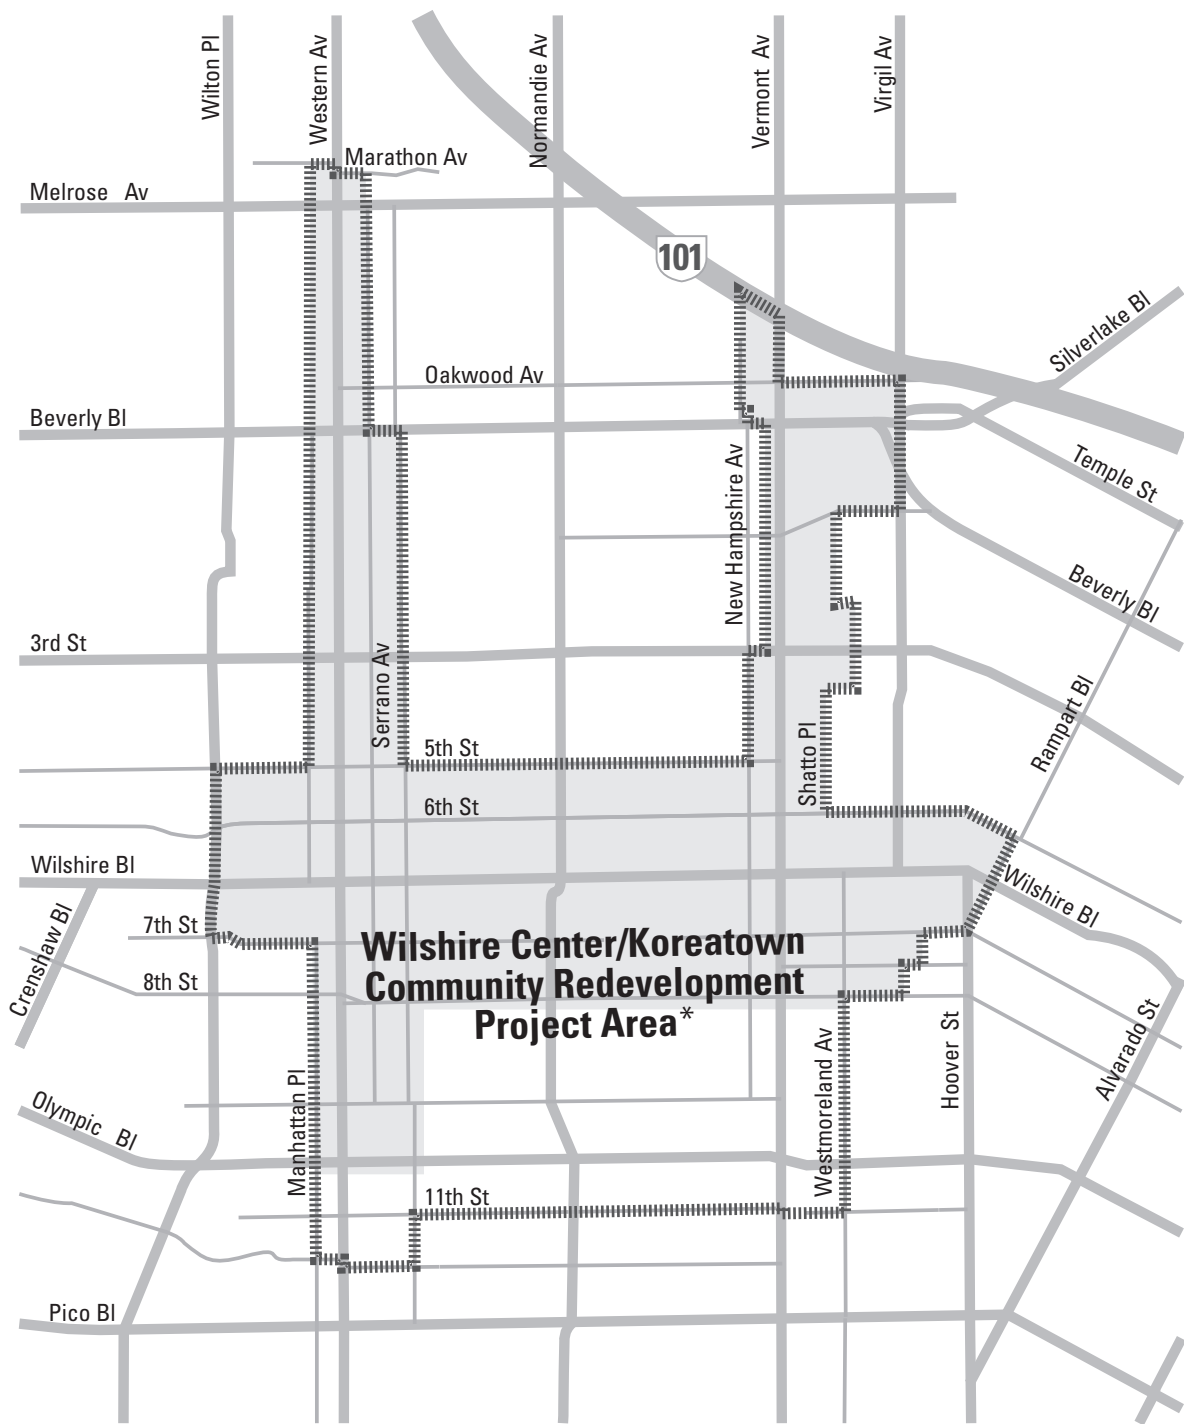 Wilton Pl
Western Av
Normandie Av
Vermont Av
Virgil Av
Marathon Av
Melrose Av
101
Silverlake Bl
Oakwood Av
Beverly Bl
Temple St
New Hampshire Av
Beverly Bl
3rd St
Serrano Av
Rampart Bl
5th St
Shatto Pl
6th St
Wilshire Bl
Wilshire Bl
Crenshaw Bl
7th St
Wilshire Center/Koreatown
Community Redevelopment
Project Area*
8th St
Westmoreland Av
Hoover St
Alvarado St
Manhattan Pl
Olympic Bl
11th St
Pico Bl